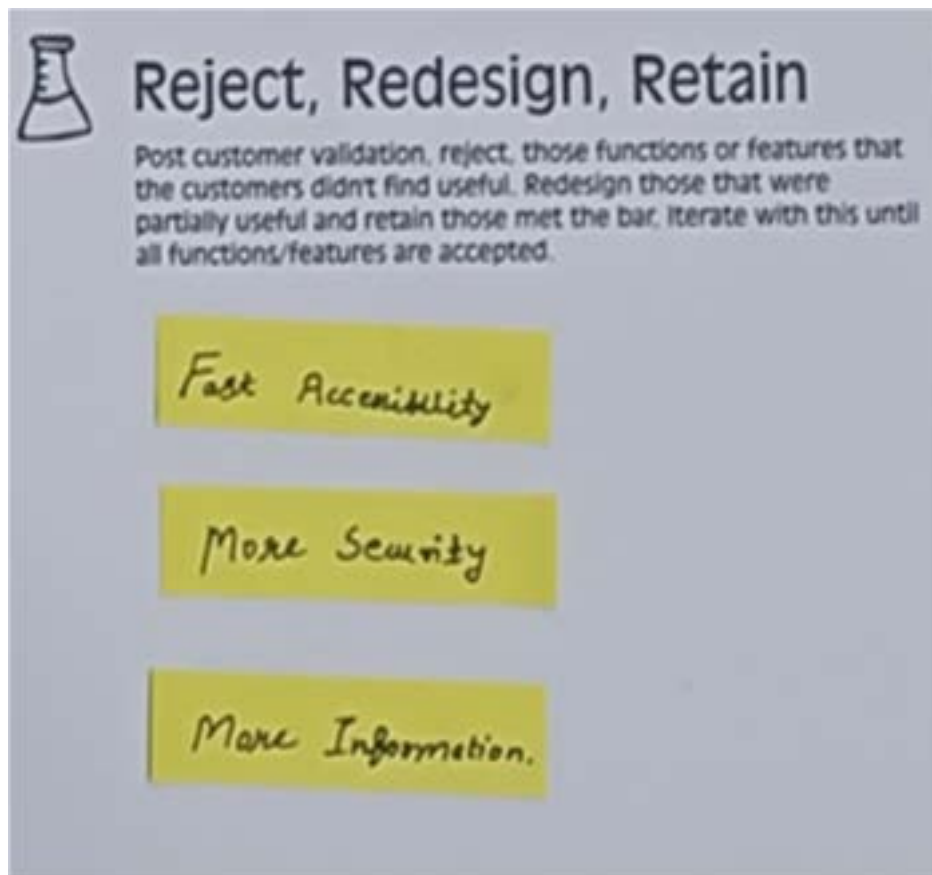 Reject, Redesign, Retain
Post customer validation, reject, those functions or features that
the customers didn't find useful. Redesign those that were
partially useful and retain those met the bar. Iterate with this until
all functions/features are accepted.
Fast Accessibility
More Security
More Information.